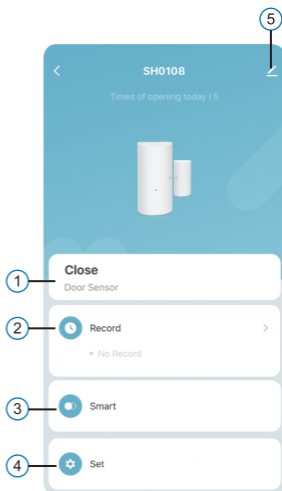 5
SH0108
Times of opening today | 5
1
Close
Door Sensor
2
Record
• No Record
3
Smart
4
Set